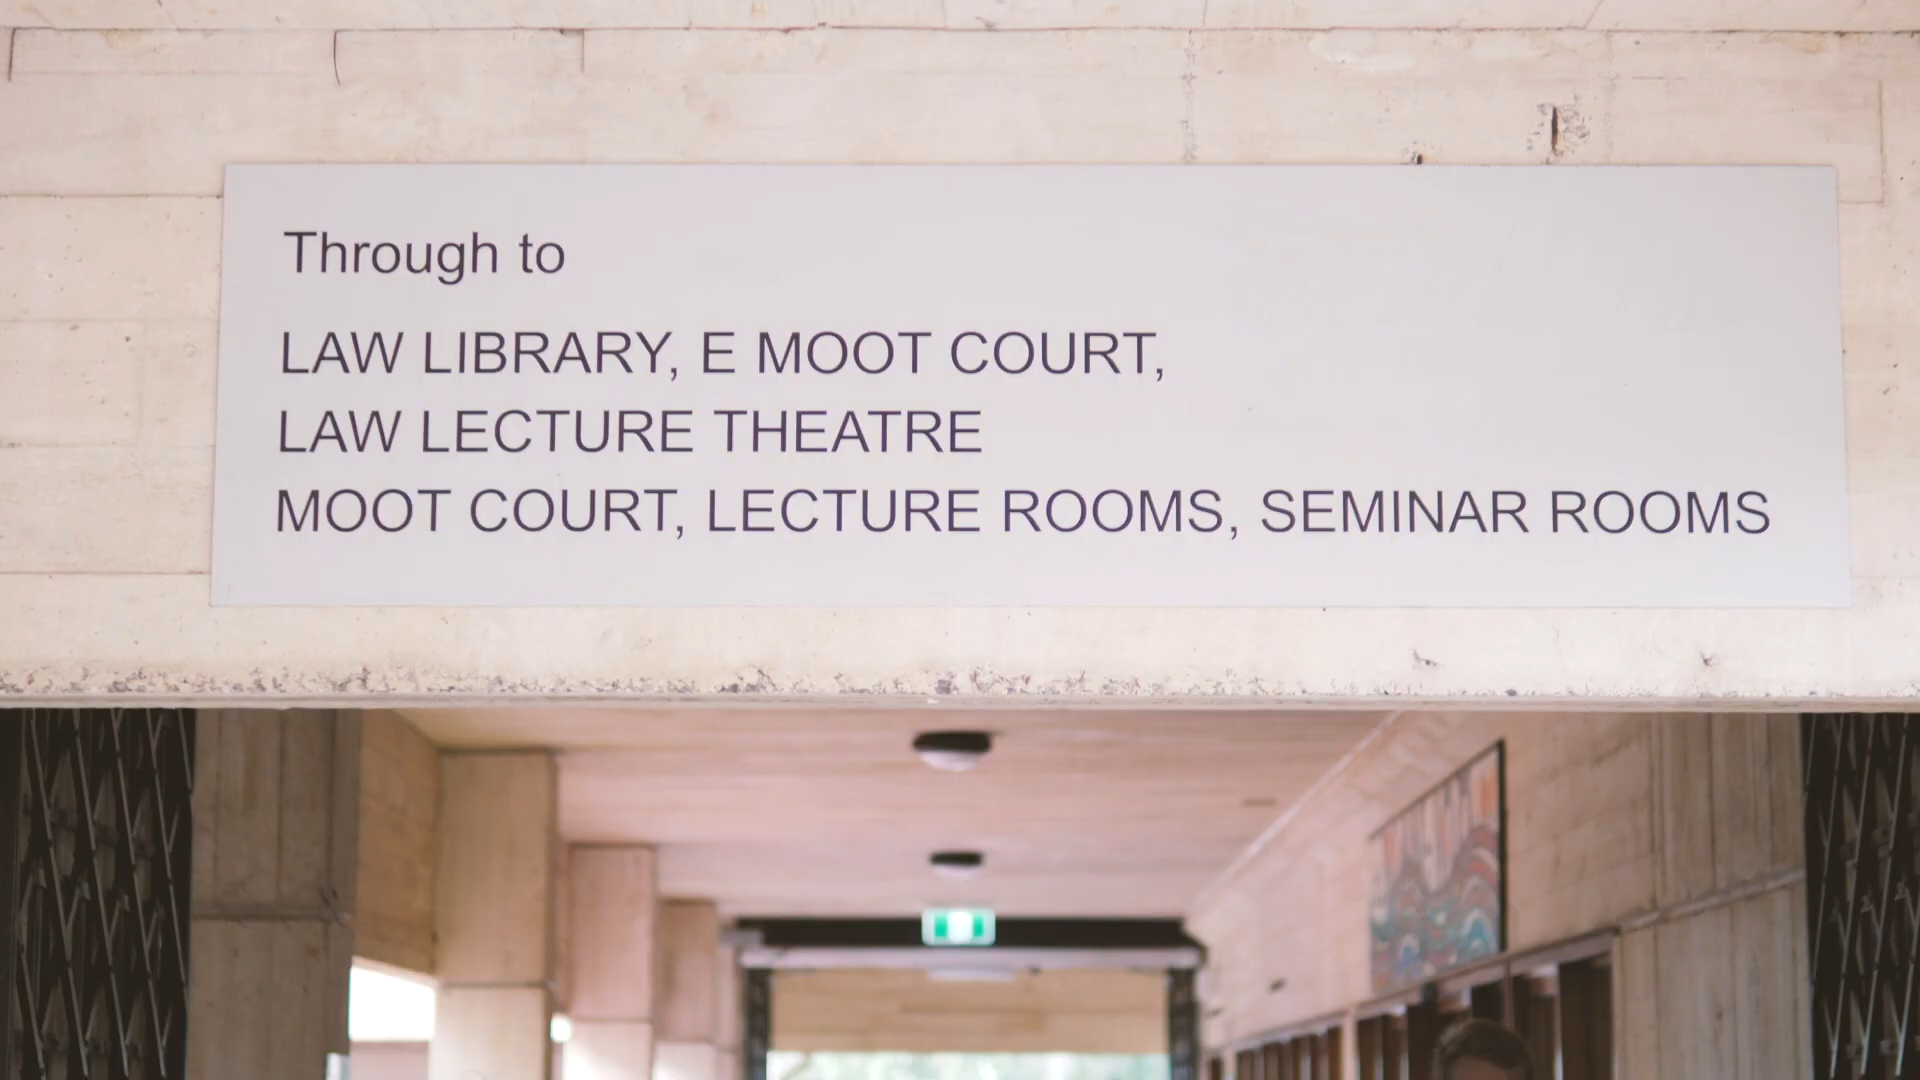 Through to
LAW LIBRARY, E MOOT COURT,
LAW LECTURE THEATRE
MOOT COURT, LECTURE ROOMS, SEMINAR ROOMS